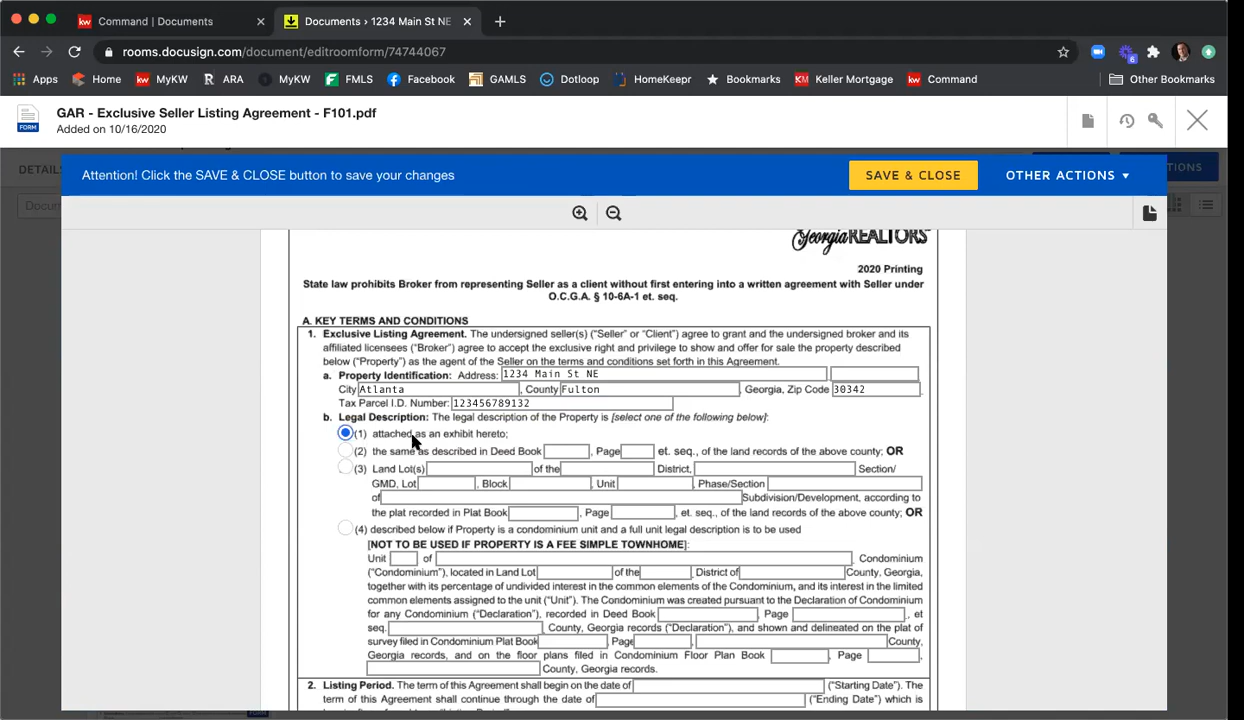 Command | Documents
Documents › 1234 Main St NE
rooms.docusign.com/document/editroomform/74744067
6
Apps Home MyKW ARA MyKW FMLS Facebook GAMLS Dotloop HomeKeepr Bookmarks Keller Mortgage Command Other Bookmarks
GAR - Exclusive Seller Listing Agreement - F101.pdf
FORM
Added on 10/16/2020
DETAILS
IONS
Docum
Attention! Click the SAVE & CLOSE button to save your changes
SAVE & CLOSE
OTHER ACTIONS
Georgia REALTORS®
2020 Printing
State law prohibits Broker from representing Seller as a client without first entering into a written agreement with Seller under
O.C.G.A. § 10-6A-1 et. seq.
A. KEY TERMS AND CONDITIONS
1. Exclusive Listing Agreement. The undersigned seller(s) (“Seller” or “Client”) agree to grant and the undersigned broker and its
affiliated licensees (“Broker”) agree to accept the exclusive right and privilege to show and offer for sale the property described
below (“Property”) as the agent of the Seller on the terms and conditions set forth in this Agreement.
a. Property Identification: Address: 1234 Main St NE
City Atlanta , County Fulton , Georgia, Zip Code 30342 .
Tax Parcel I.D. Number: 123456789132
b. Legal Description: The legal description of the Property is [select one of the following below]:
(1) attached as an exhibit hereto;
(2) the same as described in Deed Book , Page et. seq., of the land records of the above county; OR
(3) Land Lot(s) of the District, Section/
GMD, Lot , Block , Unit , Phase/Section
of Subdivision/Development, according to
the plat recorded in Plat Book , Page , et. seq., of the land records of the above county; OR
(4) described below if Property is a condominium unit and a full unit legal description is to be used
[NOT TO BE USED IF PROPERTY IS A FEE SIMPLE TOWNHOME]:
Unit of Condominium
(“Condominium”), located in Land Lot of the , District of County, Georgia,
together with its percentage of undivided interest in the common elements of the Condominium, and its interest in the limited
common elements assigned to the unit (“Unit”). The Condominium was created pursuant to the Declaration of Condominium
for any Condominium (“Declaration”), recorded in Deed Book , Page , et
seq. , County, Georgia records (“Declaration”), and shown and delineated on the plat of
survey filed in Condominium Plat Book , Page , County,
Georgia records, and on the floor plans filed in Condominium Floor Plan Book , Page ,
County, Georgia records.
2. Listing Period. The term of this Agreement shall begin on the date of (“Starting Date”). The
term of this Agreement shall continue through the date of (“Ending Date”) which is
FORM